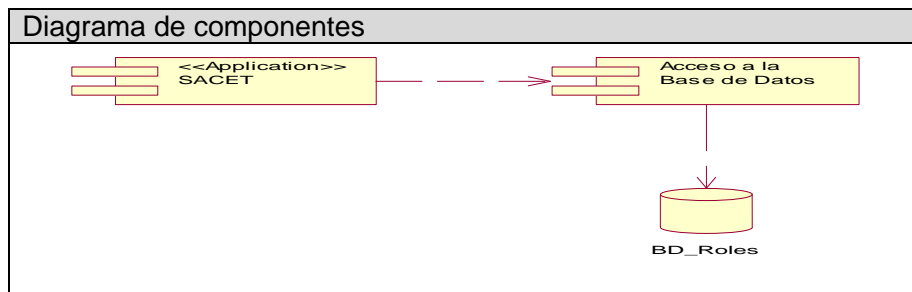 Diagrama de componentes
<<Application>>
SACET
Acceso a la
Base de Datos
BD_Roles